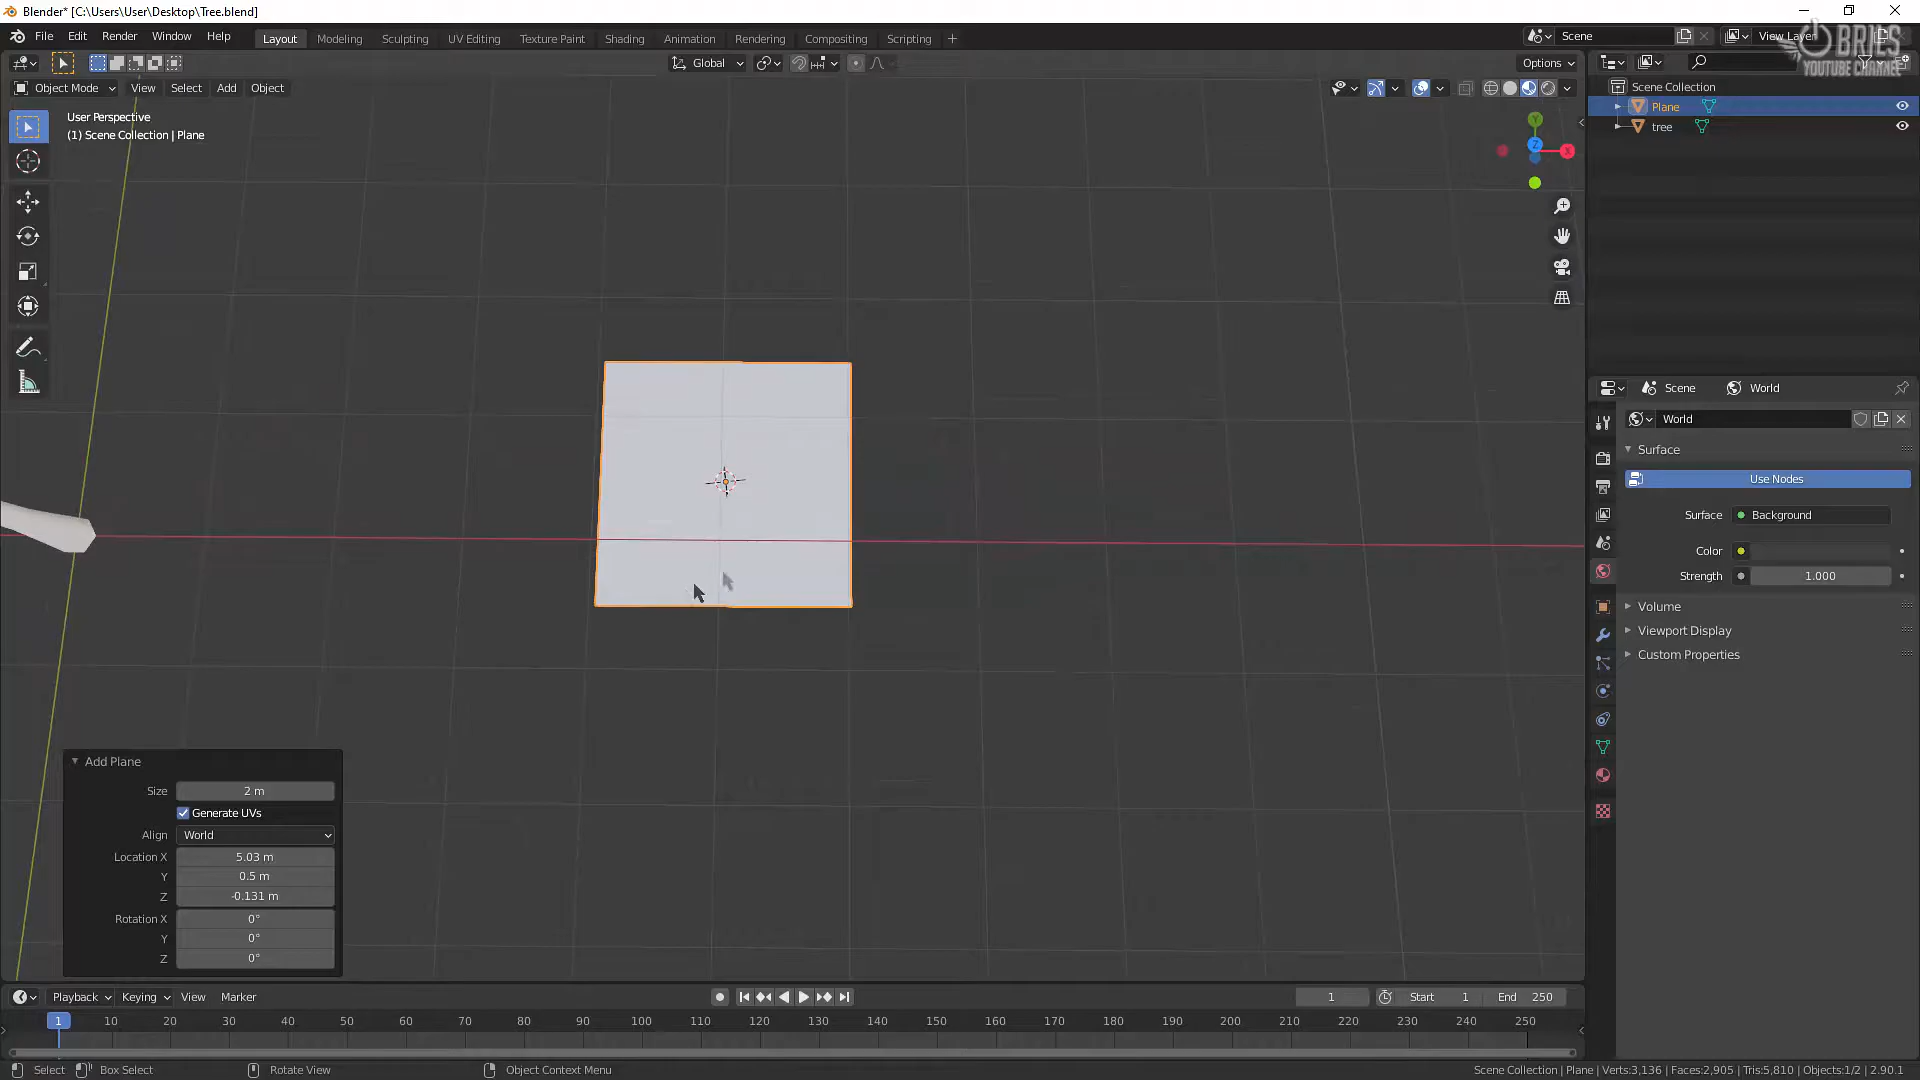 Blender* [C:\Users\User\Desktop\Tree.blend]
File Edit Render Window Help
Layout Modeling Sculpting UV Editing Texture Paint Shading Animation Rendering Compositing Scripting +
Scene
View Layer
BRIES
YOUTUBE CHANNEL
Global
Options
Object Mode View Select Add Object
User Perspective
(1) Scene Collection | Plane
Y
Z
X
Scene Collection
Plane
tree
Scene World
World
Surface
Use Nodes
Surface Background
Color
Strength 1.000
Volume
Viewport Display
Custom Properties
Add Plane
Size 2 m
Generate UVs
Align World
Location X 5.03 m
Y 0.5 m
Z -0.131 m
Rotation X 0°
Y 0°
Z 0°
Playback Keying View Marker
1 Start 1 End 250
1 10 20 30 40 50 60 70 80 90 100 110 120 130 140 150 160 170 180 190 200 210 220 230 240 250
Select Box Select Rotate View Object Context Menu
Scene Collection | Plane | Verts:3,136 | Faces:2,905 | Tris:5,810 | Objects:1/2 | 2.90.1